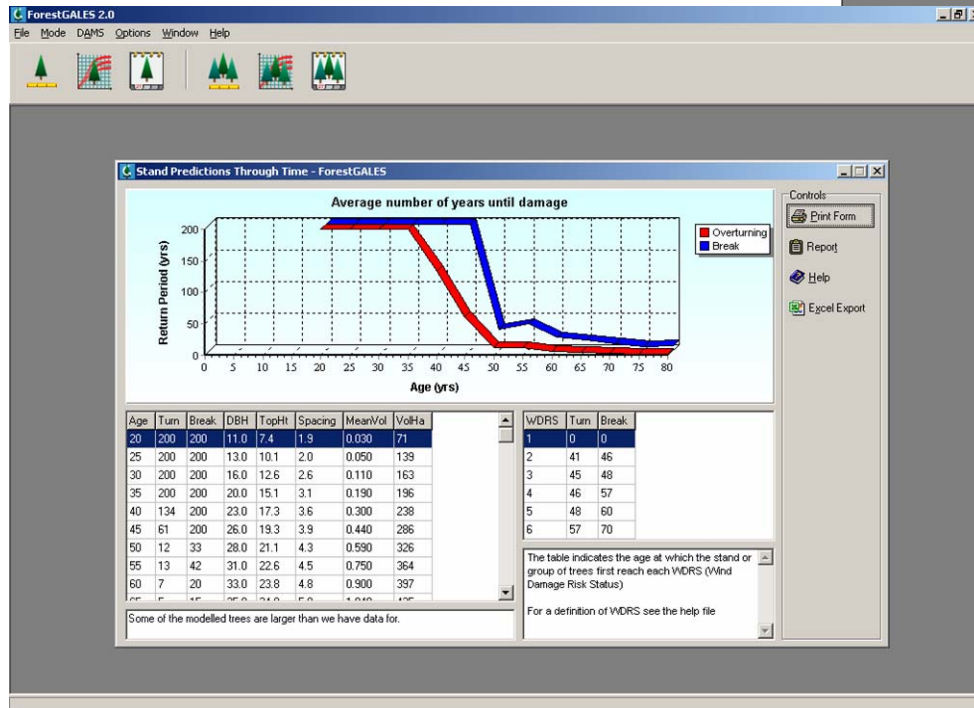 ForestGALES 2.0
File Mode DAMS Options Window Help
Stand Predictions Through Time - ForestGALES
Average number of years until damage
Return Period (yrs)
200
150
100
50
0
0 5 10 15 20 25 30 35 40 45 50 55 60 65 70 75 80
Age (yrs)
Overturning
Break
Controls
Print Form
Report
Help
Excel Export
Age Turn Break DBH TopHt Spacing MeanVol VolHa
20 200 200 11.0 7.4 1.9 0.030 71
25 200 200 13.0 10.1 2.0 0.050 139
30 200 200 16.0 12.6 2.6 0.110 163
35 200 200 20.0 15.1 3.1 0.190 196
40 134 200 23.0 17.3 3.6 0.300 238
45 61 200 26.0 19.3 3.9 0.440 286
50 12 33 28.0 21.1 4.3 0.590 326
55 13 42 31.0 22.6 4.5 0.750 364
60 7 20 33.0 23.8 4.8 0.900 397
Some of the modelled trees are larger than we have data for.
WDRS Turn Break
1 0 0
2 41 46
3 45 48
4 46 57
5 48 60
6 57 70
The table indicates the age at which the stand or
group of trees first reach each WDRS (Wind
Damage Risk Status)
For a definition of WDRS see the help file